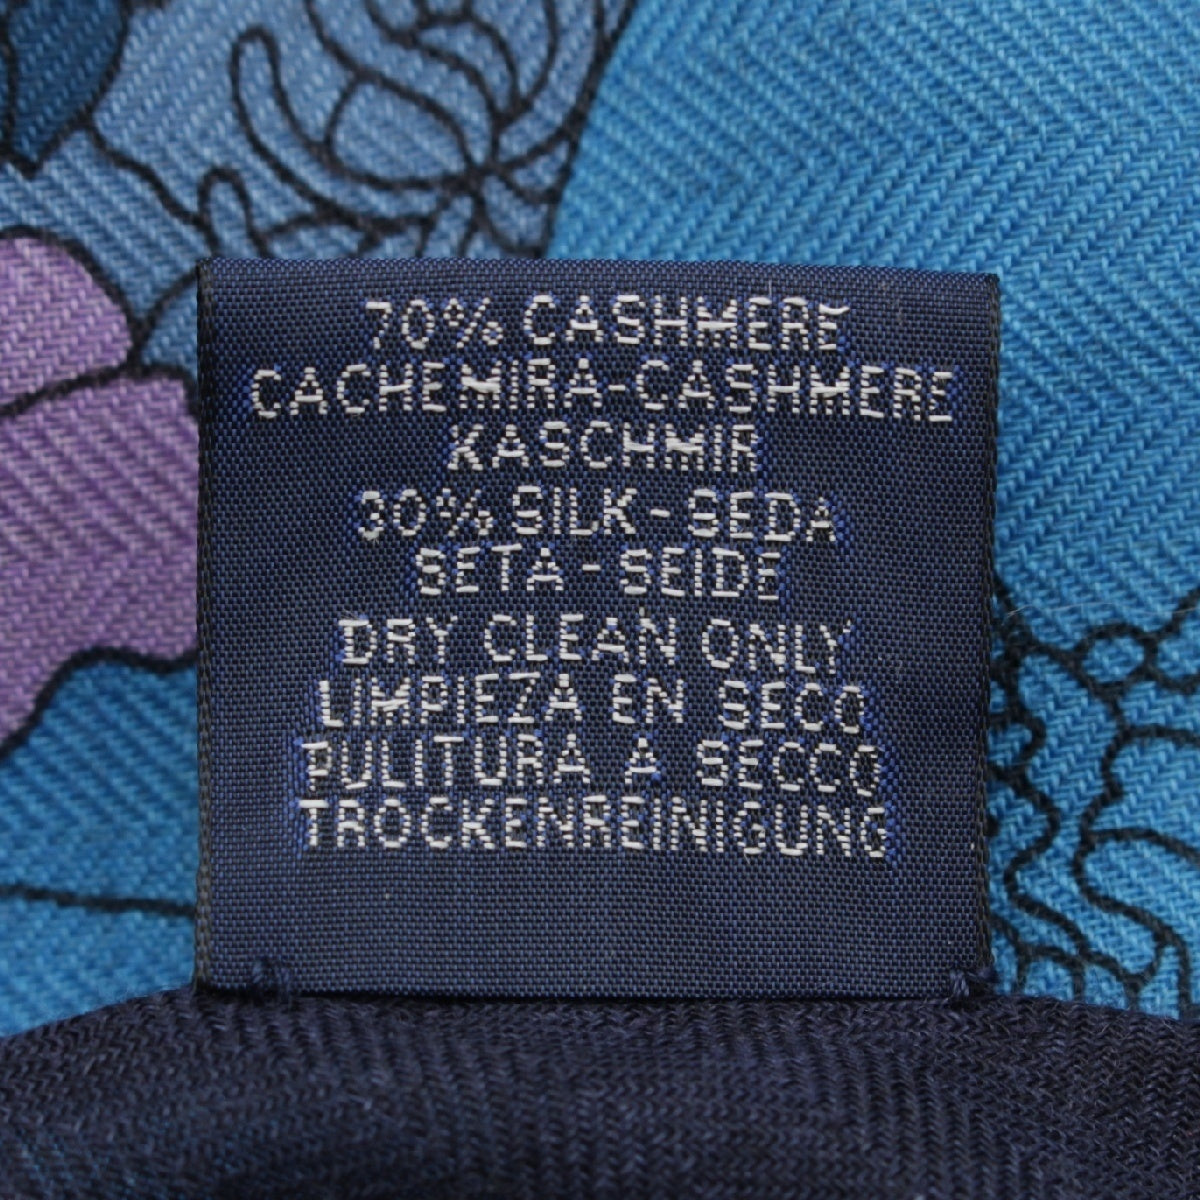 70% CASHMERE
CACHEMIRA-CASHMERE
KASCHMIR
30% SILK-SEDA
SETA-SEIDE
DRY CLEAN ONLY
LIMPIEZA EN SECO
PULITURA A SECCO
TROCKENREINIGUNG